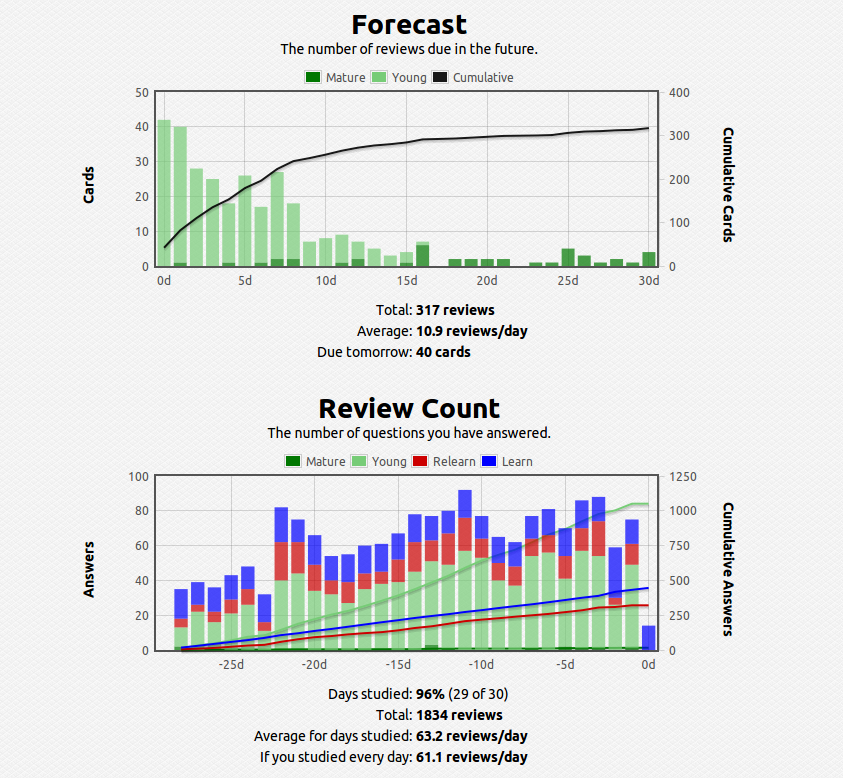 Forecast
The number of reviews due in the future.
Mature Young Cumulative
50 400
40 300
30
200
20
100
10
0 0
Cards
Cumulative Cards
0d 5d 10d 15d 20d 25d 30d
Total: 317 reviews
Average: 10.9 reviews/day
Due tomorrow: 40 cards
Review Count
The number of questions you have answered.
Mature Young Relearn Learn
100 1250
80 1000
60 750
40 500
20 250
0 0
Answers
Cumulative Answers
-25d -20d -15d -10d -5d 0d
Days studied: 96% (29 of 30)
Total: 1834 reviews
Average for days studied: 63.2 reviews/day
If you studied every day: 61.1 reviews/day